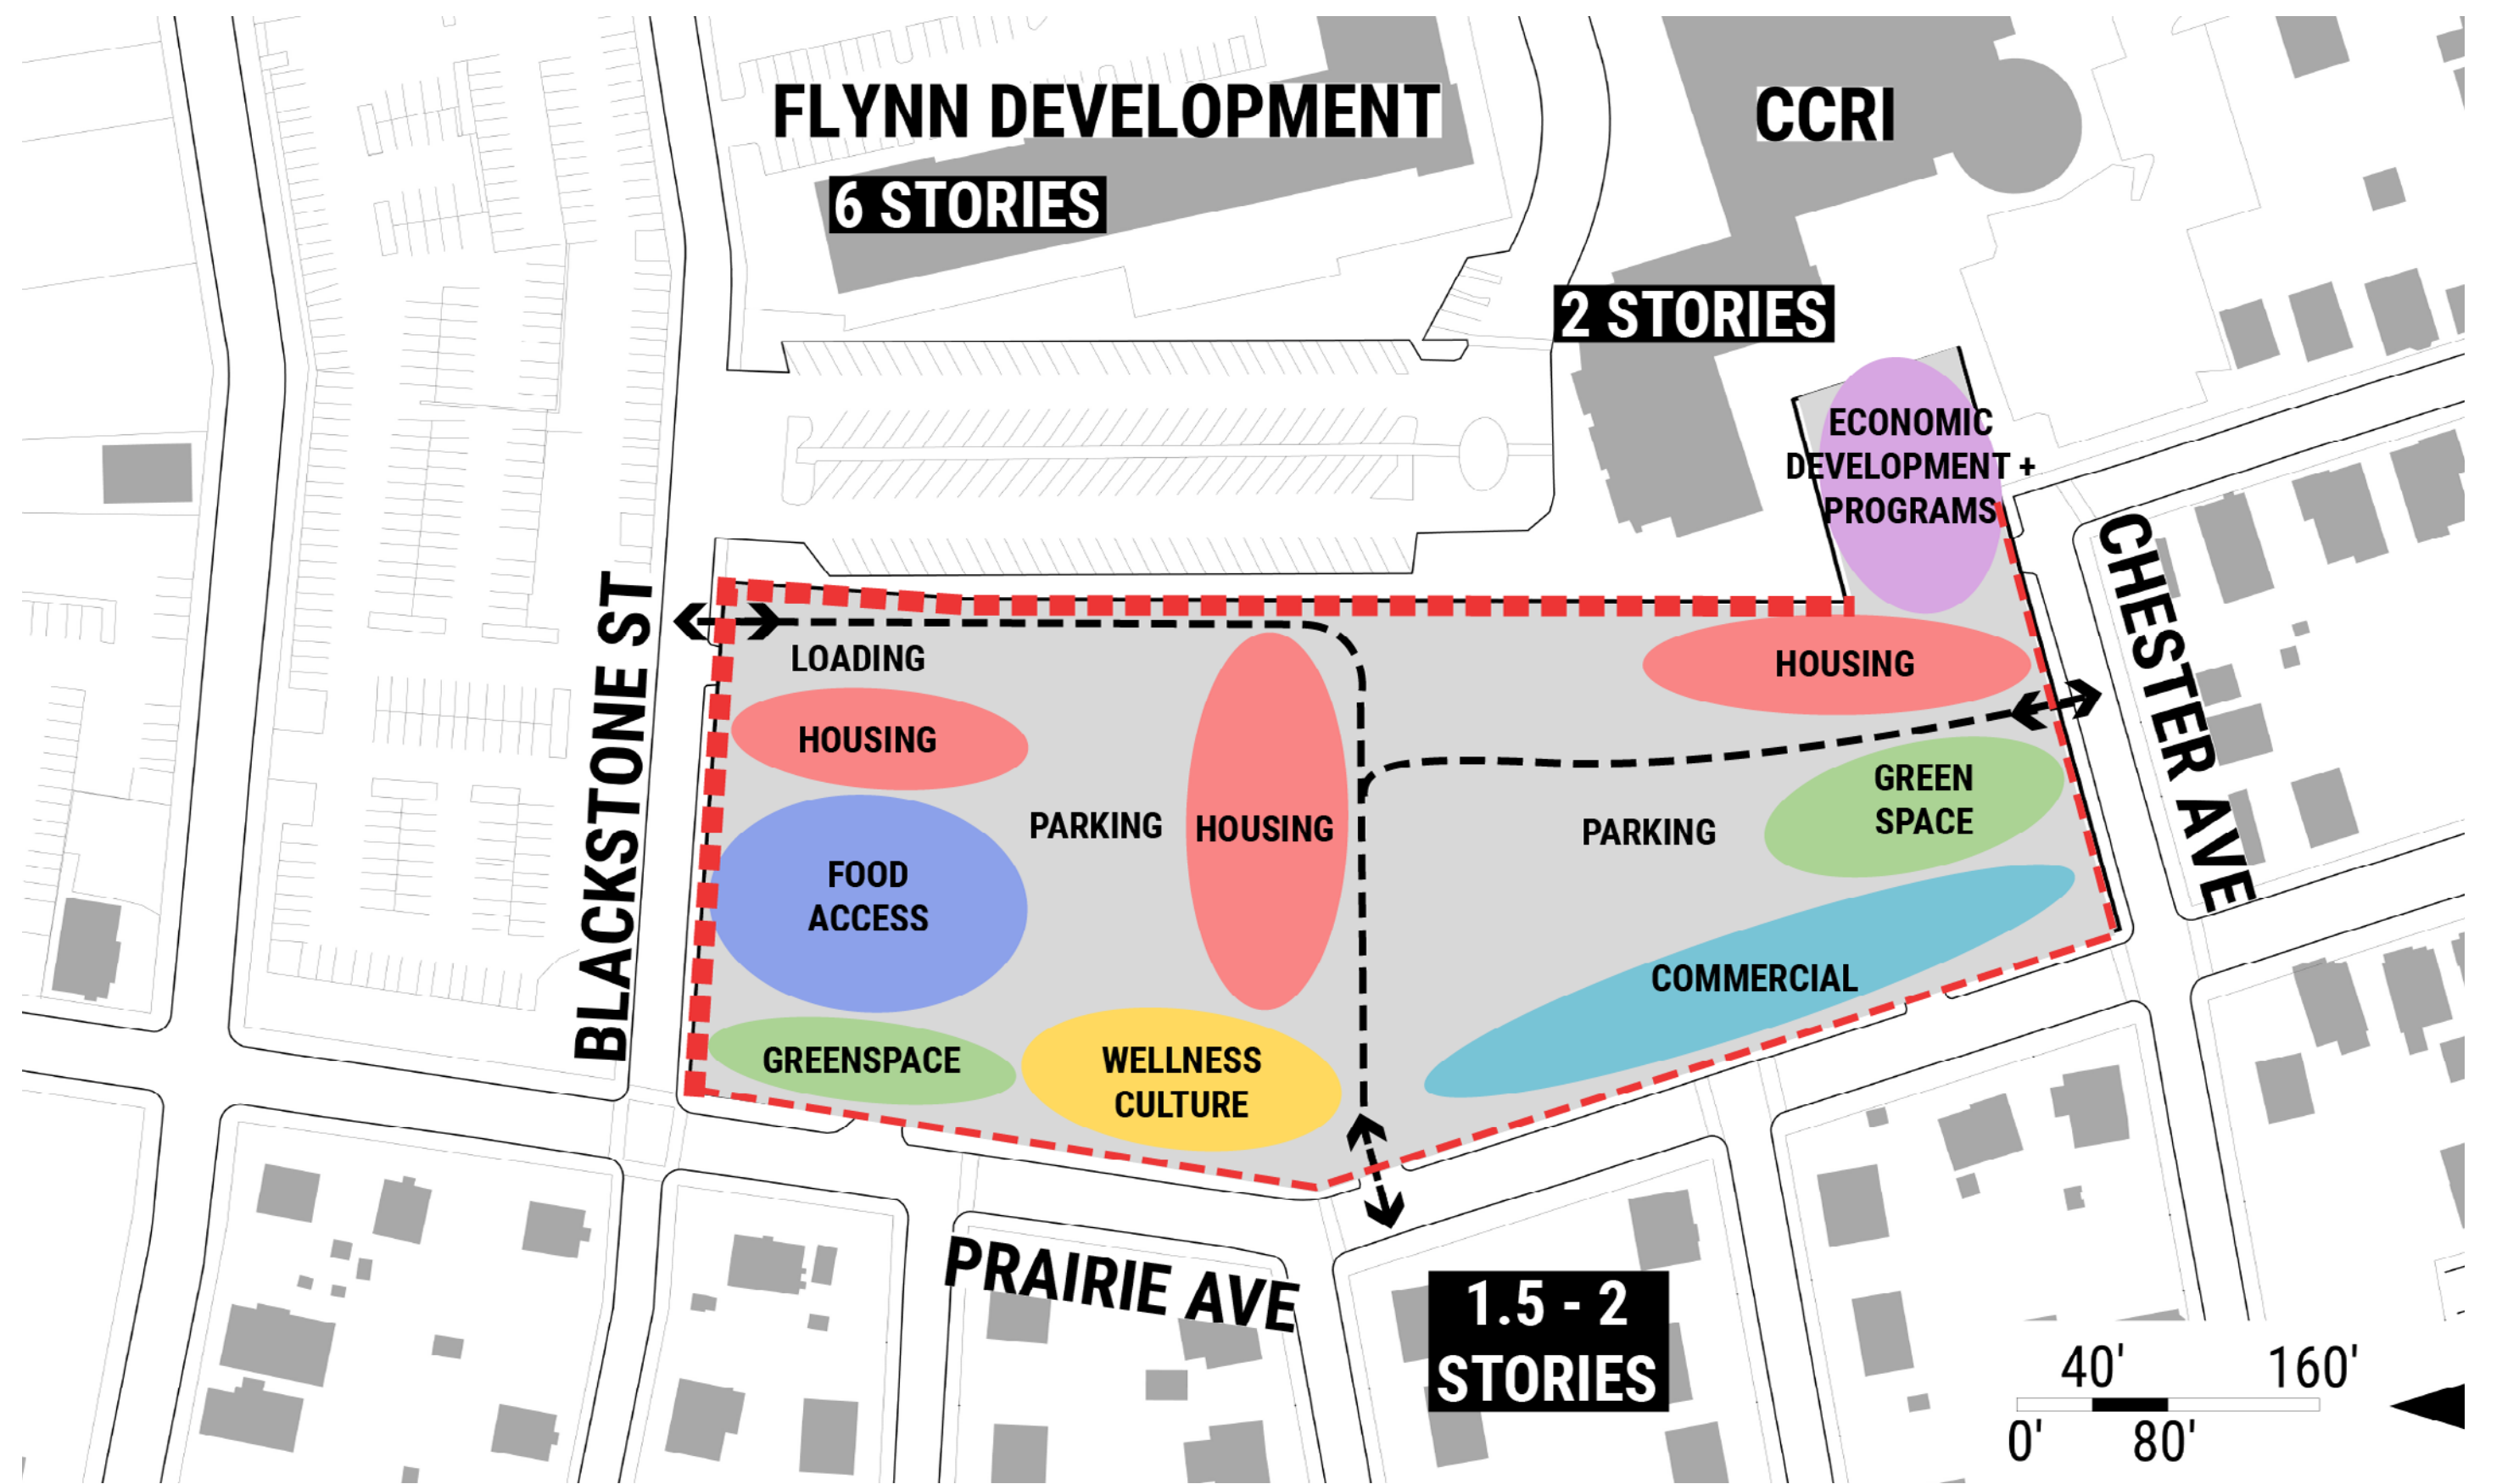 FLYNN DEVELOPMENT
6 STORIES
CCRI
2 STORIES
ECONOMIC
DEVELOPMENT +
PROGRAMS
BLACKSTONE ST
LOADING
HOUSING
HOUSING
CHESTER AVE
HOUSING
FOOD
ACCESS
PARKING
HOUSING
PARKING
GREEN
SPACE
COMMERCIAL
GREENSPACE
WELLNESS
CULTURE
PRAIRIE AVE
1.5 - 2
STORIES
40' 160'
0' 80'